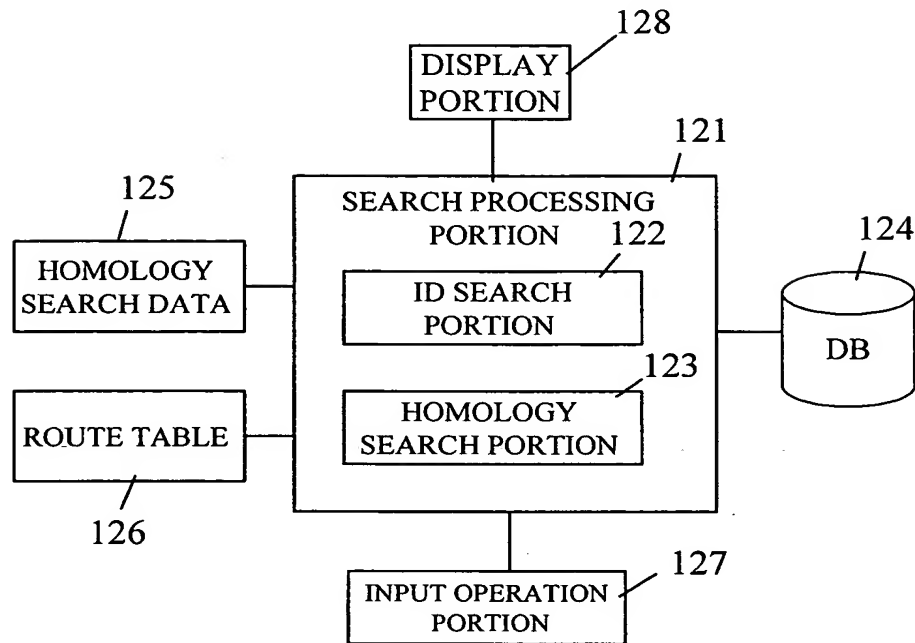 128
DISPLAY
PORTION
121
125
SEARCH PROCESSING
PORTION
122
124
HOMOLOGY
SEARCH DATA
ID SEARCH
PORTION
DB
123
ROUTE TABLE
HOMOLOGY
SEARCH PORTION
126
127
INPUT OPERATION
PORTION